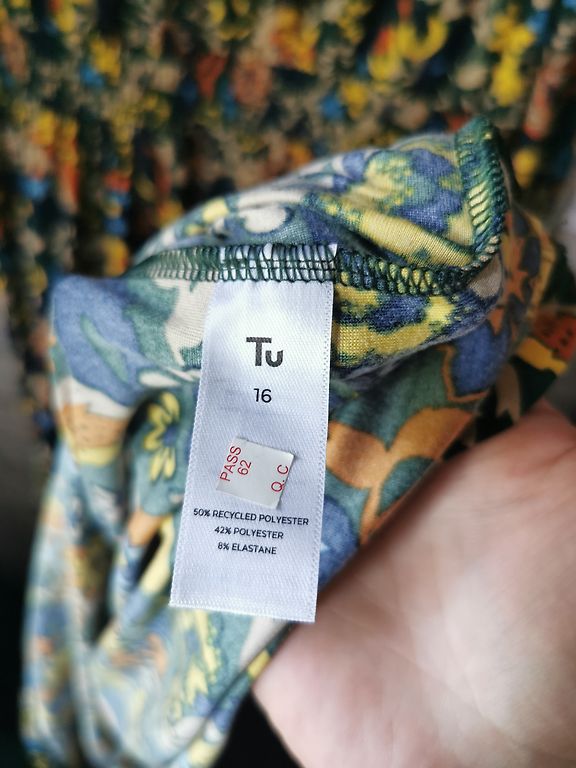 Tu
16
PASS
62
Q.C
50% RECYCLED POLYESTER
42% POLYESTER
8% ELASTANE